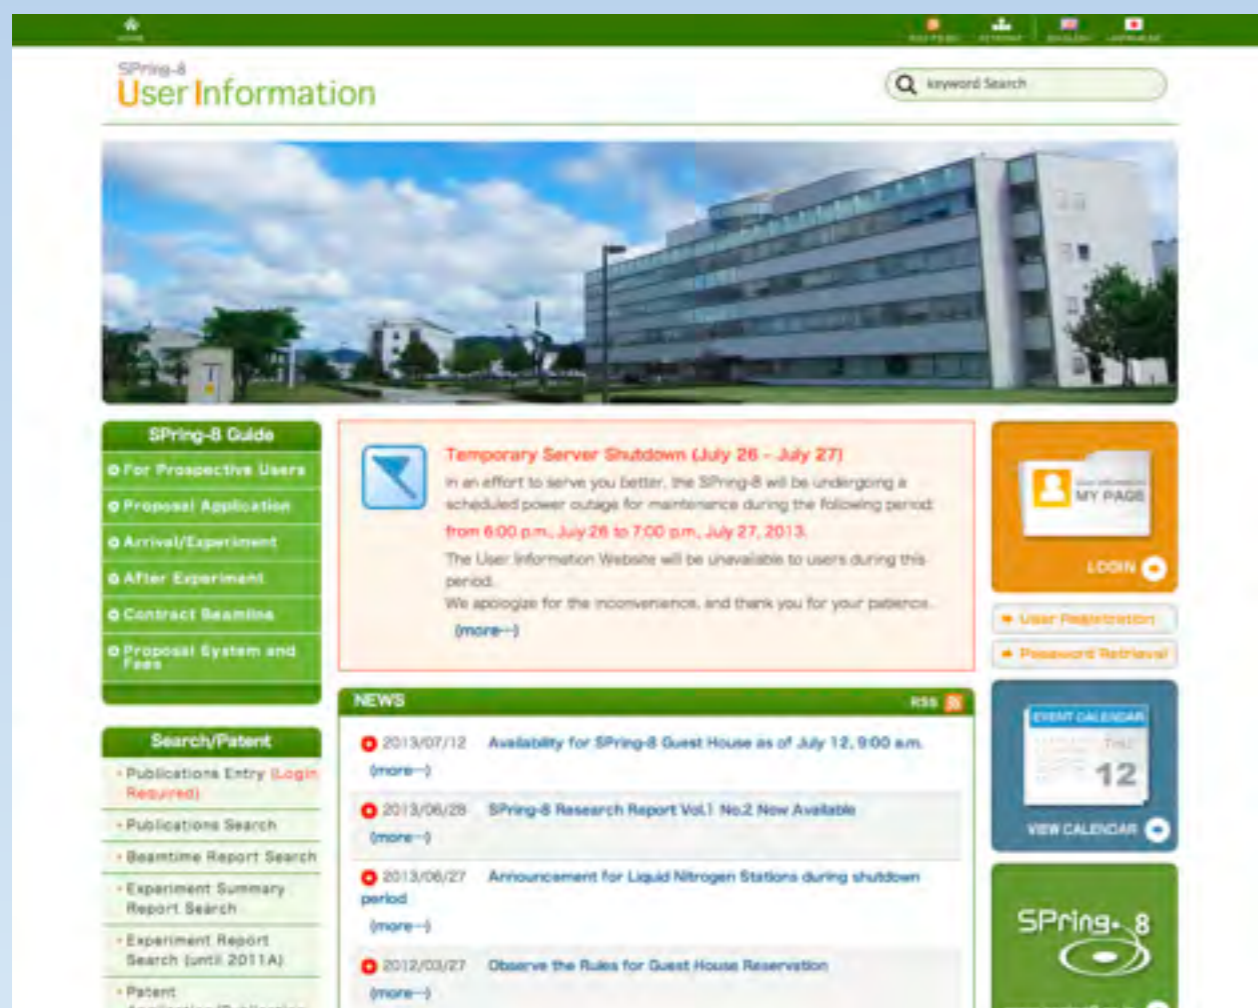 HOME
SPring-8
User Information
keyword Search
ENGLISH
SPring-8 Guide
For Prospective Users
Proposal Application
Arrival/Experiment
After Experiment
Contract Beamline
Proposal System and
Fees
Search/Patent
Publications Entry (Login
Required)
Publications Search
Beamtime Report Search
Experiment Summary
Report Search
Experiment Report
Search (until 2011A)
Patent
Temporary Server Shutdown (July 26 - July 27)
In an effort to serve you better, the SPring-8 will be undergoing a
scheduled power outage for maintenance during the following period:
from 6:00 p.m., July 26 to 7:00 p.m., July 27, 2013.
The User Information Website will be unavailable to users during this
period.
We apologize for the inconvenience, and thank you for your patience.
(more…)
NEWS
RSS
2013/07/12 Availability for SPring-8 Guest House as of July 12, 9:00 a.m.
(more…)
2013/06/28 SPring-8 Research Report Vol.1 No.2 Now Available
(more…)
2013/06/27 Announcement for Liquid Nitrogen Stations during shutdown
period
(more…)
2012/03/27 Observe the Rules for Guest House Reservation
(more…)
MY PAGE
LOGIN
User Registration
Password Retrieval
EVENT CALENDAR
12
VIEW CALENDAR
SPring-8